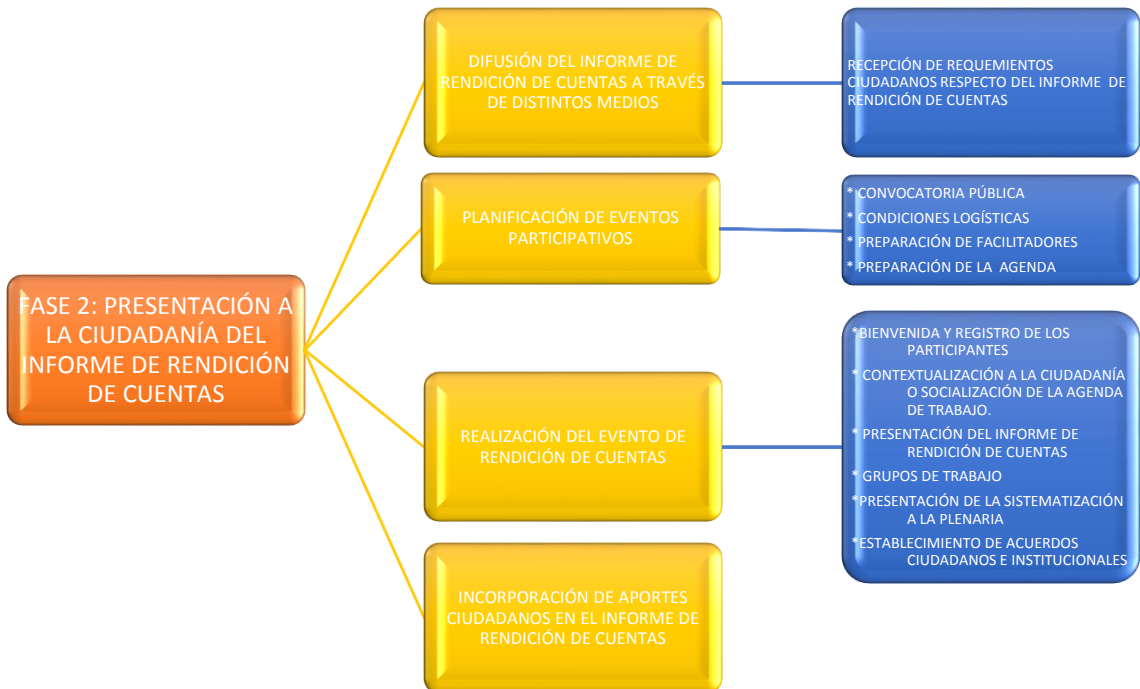 FASE 2: PRESENTACIÓN A
LA CIUDADANÍA DEL
INFORME DE RENDICIÓN
DE CUENTAS
DIFUSIÓN DEL INFORME DE
RENDICIÓN DE CUENTAS A TRAVÉS
DE DISTINTOS MEDIOS
RECEPCIÓN DE REQUEMIENTOS
CIUDADANOS RESPECTO DEL INFORME DE
RENDICIÓN DE CUENTAS
PLANIFICACIÓN DE EVENTOS
PARTICIPATIVOS
* CONVOCATORIA PÚBLICA
* CONDICIONES LOGÍSTICAS
* PREPARACIÓN DE FACILITADORES
* PREPARACIÓN DE LA AGENDA
REALIZACIÓN DEL EVENTO DE
RENDICIÓN DE CUENTAS
*BIENVENIDA Y REGISTRO DE LOS
PARTICIPANTES
* CONTEXTUALIZACIÓN A LA CIUDADANÍA
O SOCIALIZACIÓN DE LA AGENDA
DE TRABAJO.
* PRESENTACIÓN DEL INFORME DE
RENDICIÓN DE CUENTAS
* GRUPOS DE TRABAJO
*PRESENTACIÓN DE LA SISTEMATIZACIÓN
A LA PLENARIA
*ESTABLECIMIENTO DE ACUERDOS
CIUDADANOS E INSTITUCIONALES
INCORPORACIÓN DE APORTES
CIUDADANOS EN EL INFORME DE
RENDICIÓN DE CUENTAS